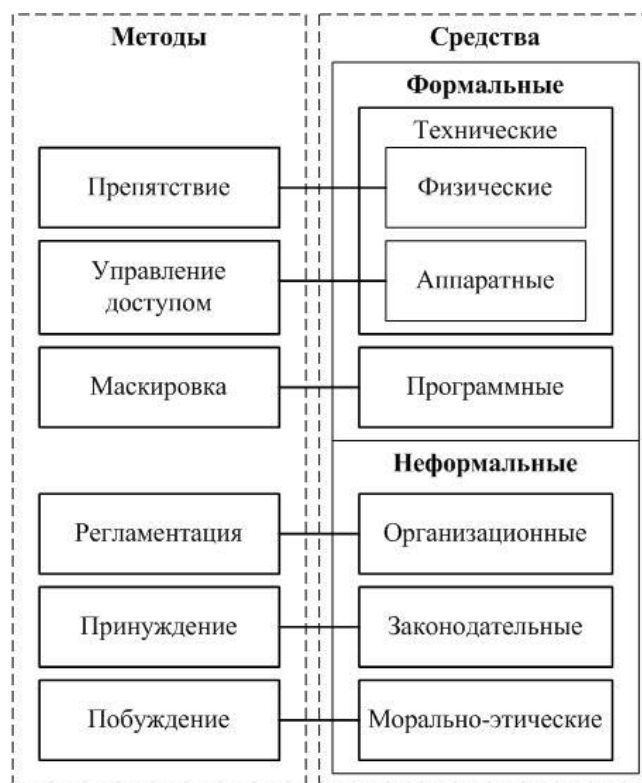 Методы
Средства
Формальные
Технические
Препятствие
Физические
Управление
доступом
Аппаратные
Маскировка
Программные
Неформальные
Регламентация
Организационные
Принуждение
Законодательные
Побуждение
Морально-этические